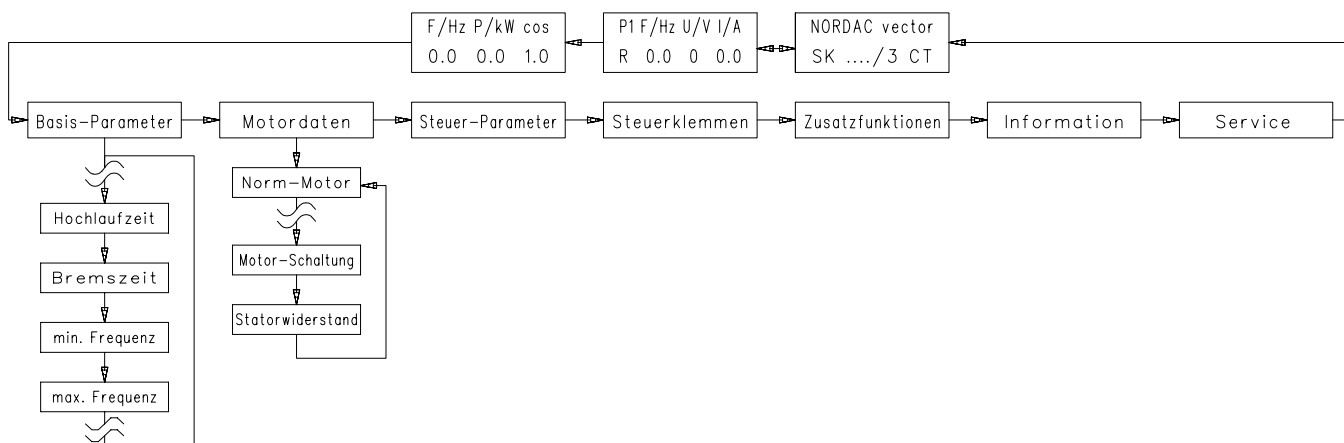 F/Hz P/kW cos
0.0 0.0 1.0
P1 F/Hz U/V I/A
R 0.0 0 0.0
NORDAC vector
SK ..../3 CT
Basis-Parameter
Motordaten
Steuer-Parameter
Steuerklemmen
Zusatzfunktionen
Information
Service
Hochlaufzeit
Bremszeit
min. Frequenz
max. Frequenz
Norm-Motor
Motor-Schaltung
Statorwiderstand